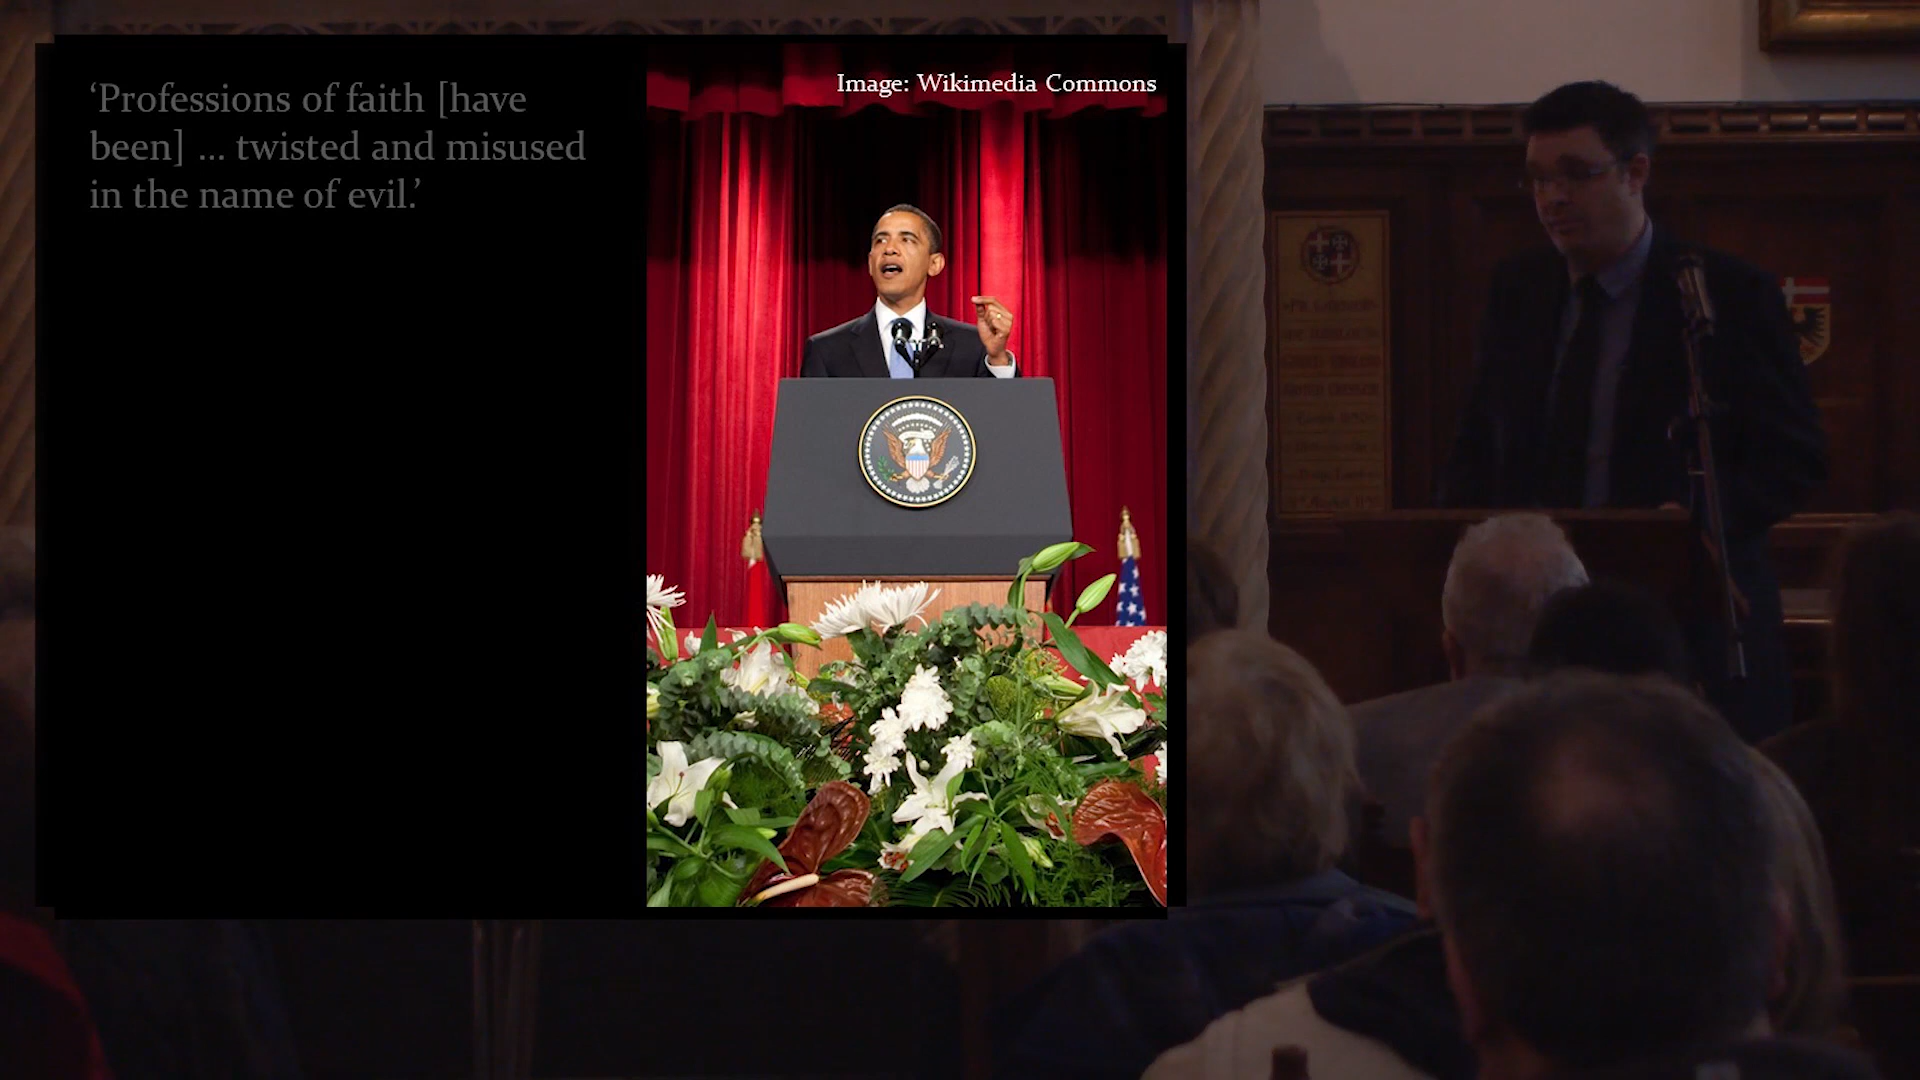 ‘Professions of faith [have
been] ... twisted and misused
in the name of evil.’
Image: Wikimedia Commons